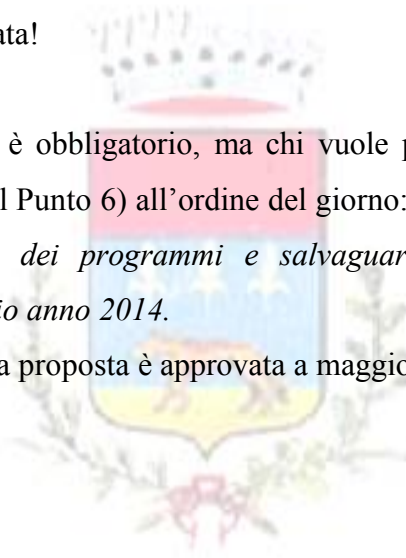 ata!
è obbligatorio, ma chi vuole p
l Punto 6) all’ordine del giorno:
dei programmi e salvaguar
io anno 2014.
a proposta è approvata a maggio